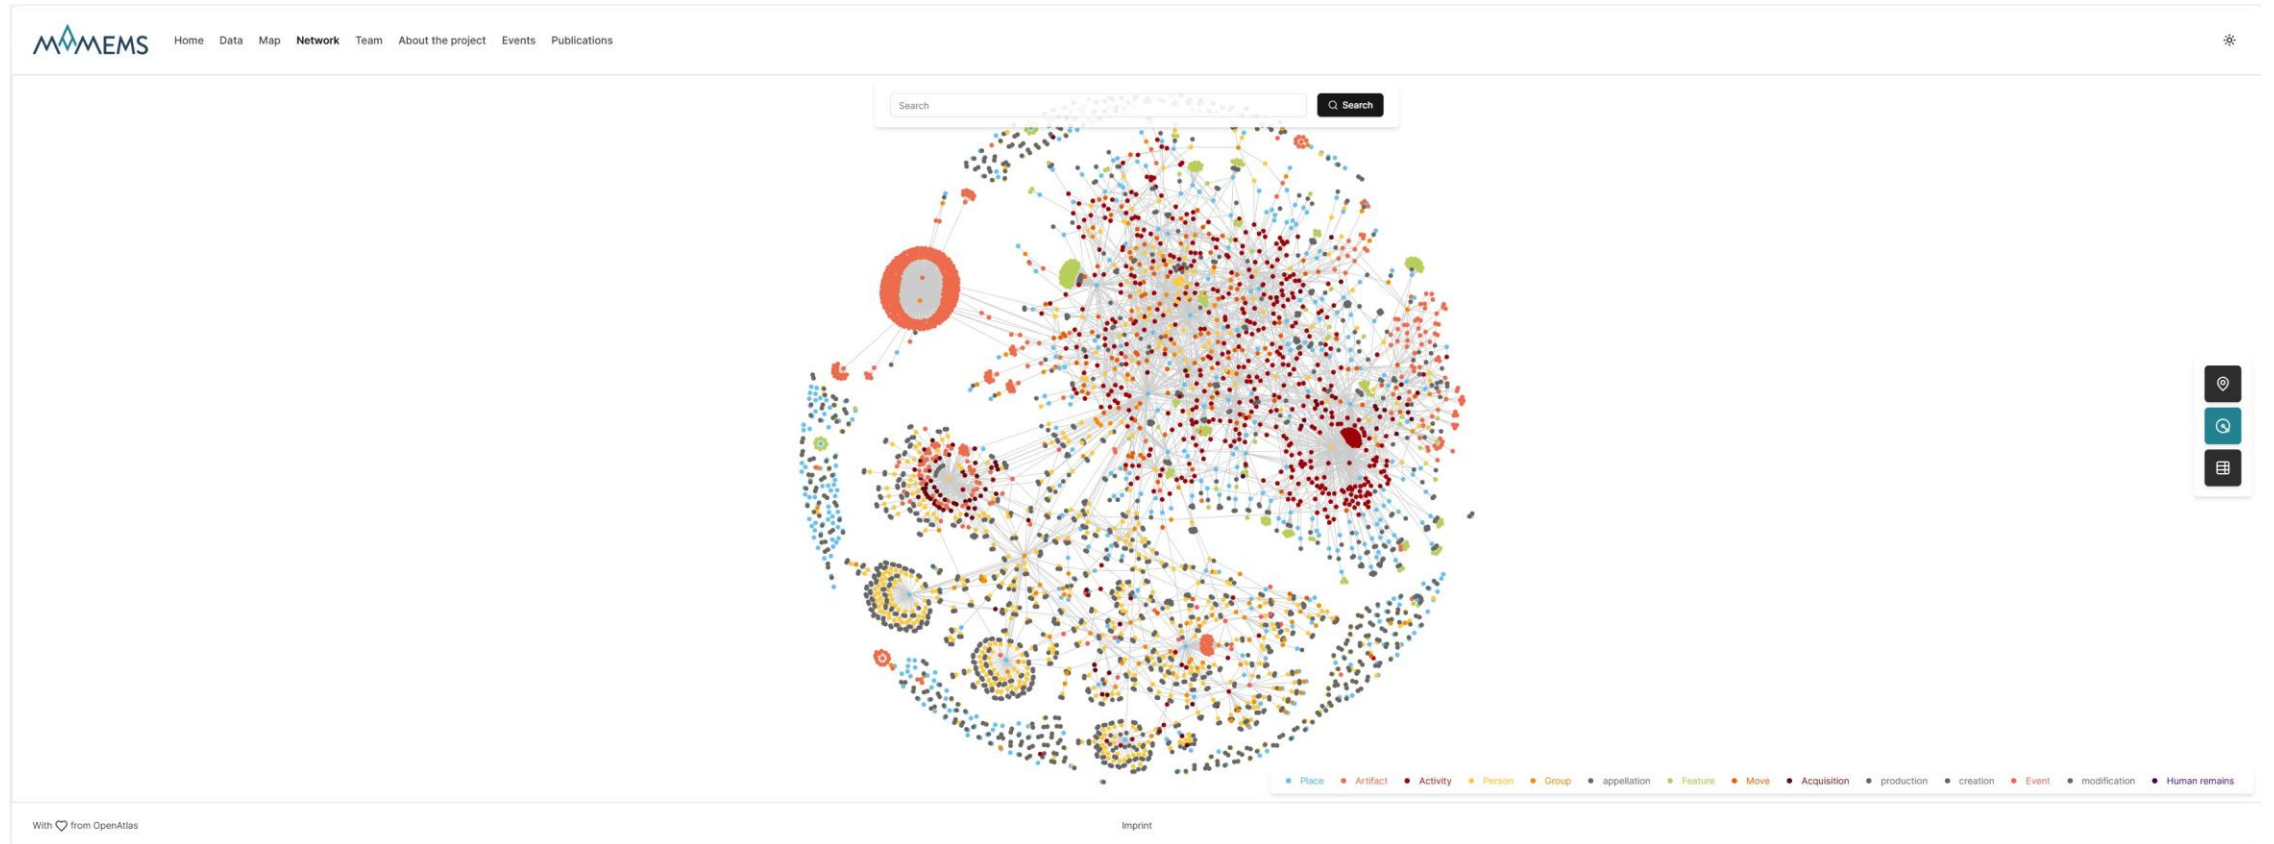 MAMEMS Home Data Map Network Team About the project Events Publications
Search Search
Place Artifact Activity Person Group appellation Feature Move Acquisition production creation Event modification Human remains
With from OpenAtlas Imprint